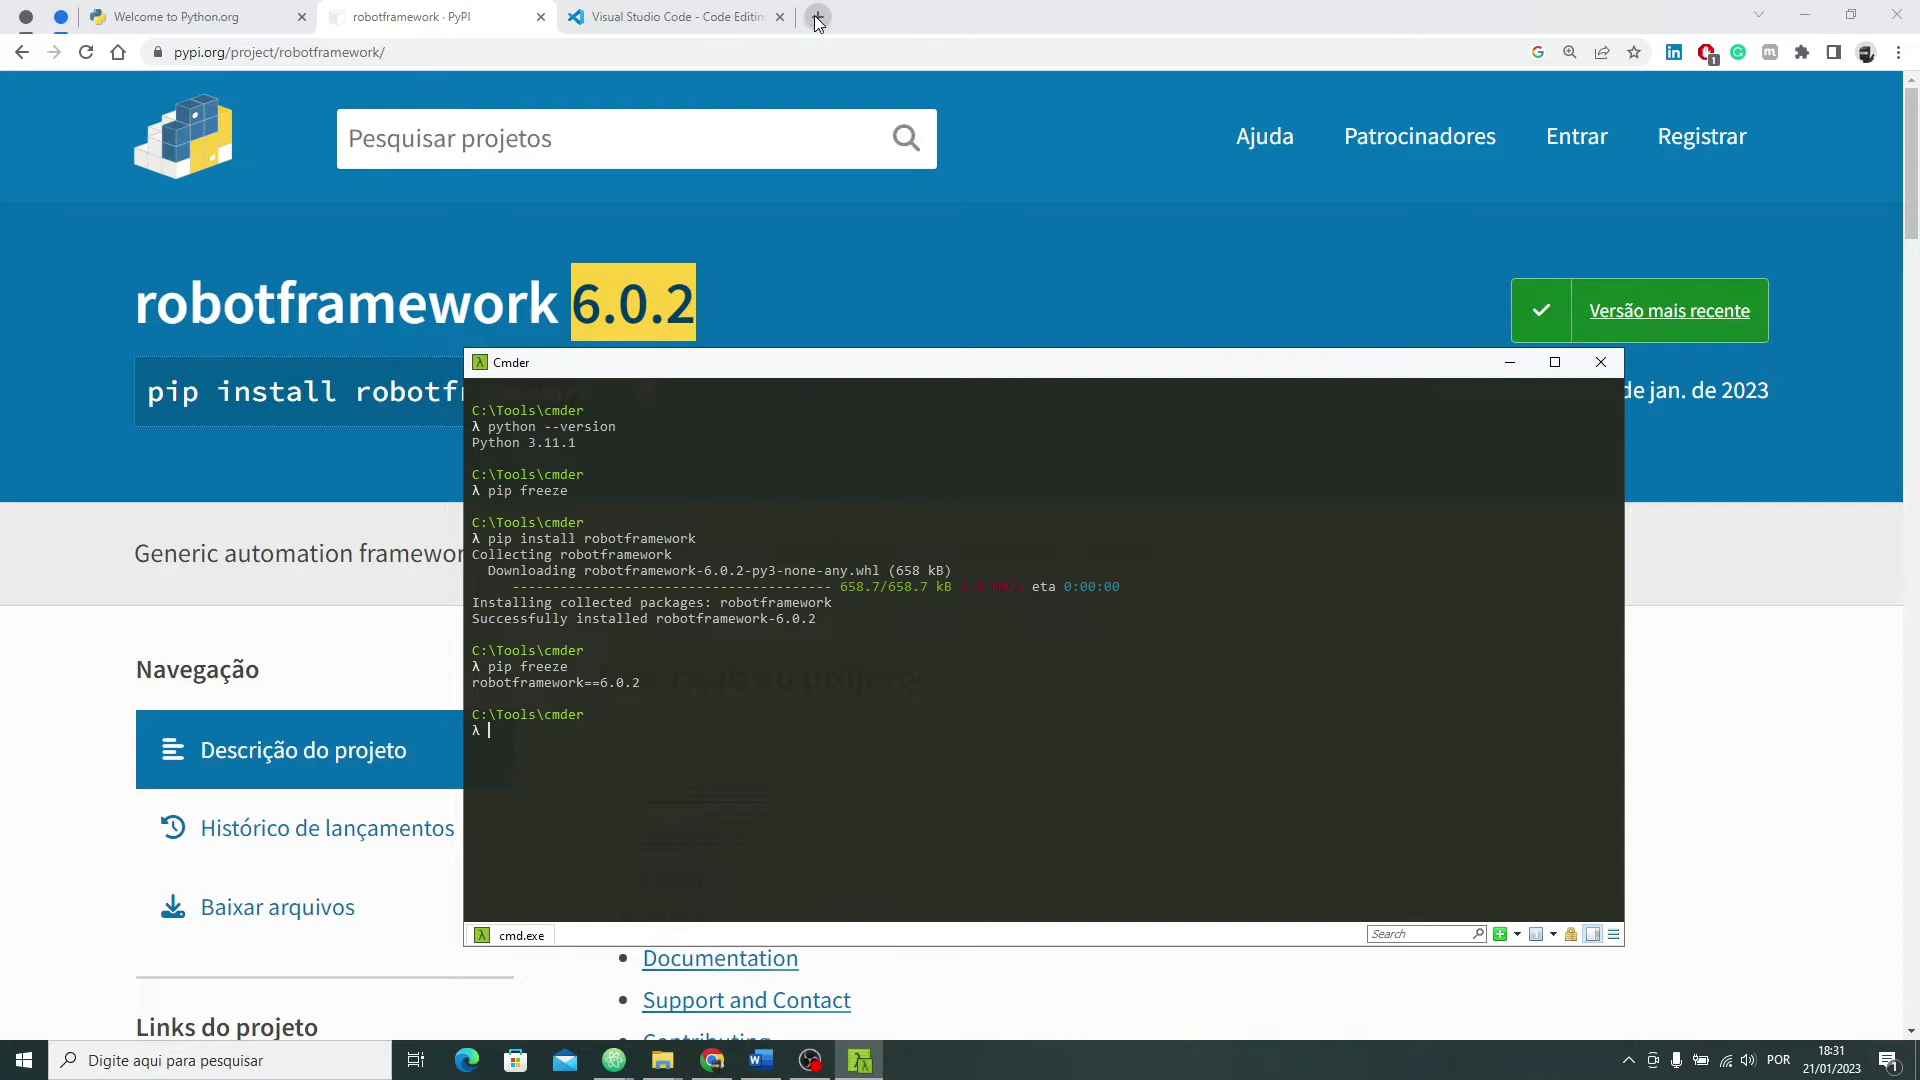 Welcome to Python.org
robotframework · PyPI
Visual Studio Code - Code Editin
pypi.org/project/robotframework/
1
Pesquisar projetos
Ajuda
Patrocinadores
Entrar
Registrar
robotframework 6.0.2
Versão mais recente
pip install robotfr
de jan. de 2023
Generic automation framewor
Navegação
Descrição do projeto
Histórico de lançamentos
Baixar arquivos
Links do projeto
Cmder
C:\Tools\cmder
λ python --version
Python 3.11.1
C:\Tools\cmder
λ pip freeze
C:\Tools\cmder
λ pip install robotframework
Collecting robotframework
Downloading robotframework-6.0.2-py3-none-any.whl (658 kB)
---------------------------------------- 658.7/658.7 kB eta 0:00:00
Installing collected packages: robotframework
Successfully installed robotframework-6.0.2
C:\Tools\cmder
λ pip freeze
robotframework==6.0.2
C:\Tools\cmder
λ
cmd.exe
Search
Documentation
Support and Contact
Contributing
Digite aqui para pesquisar
POR
18:31
21/01/2023
1